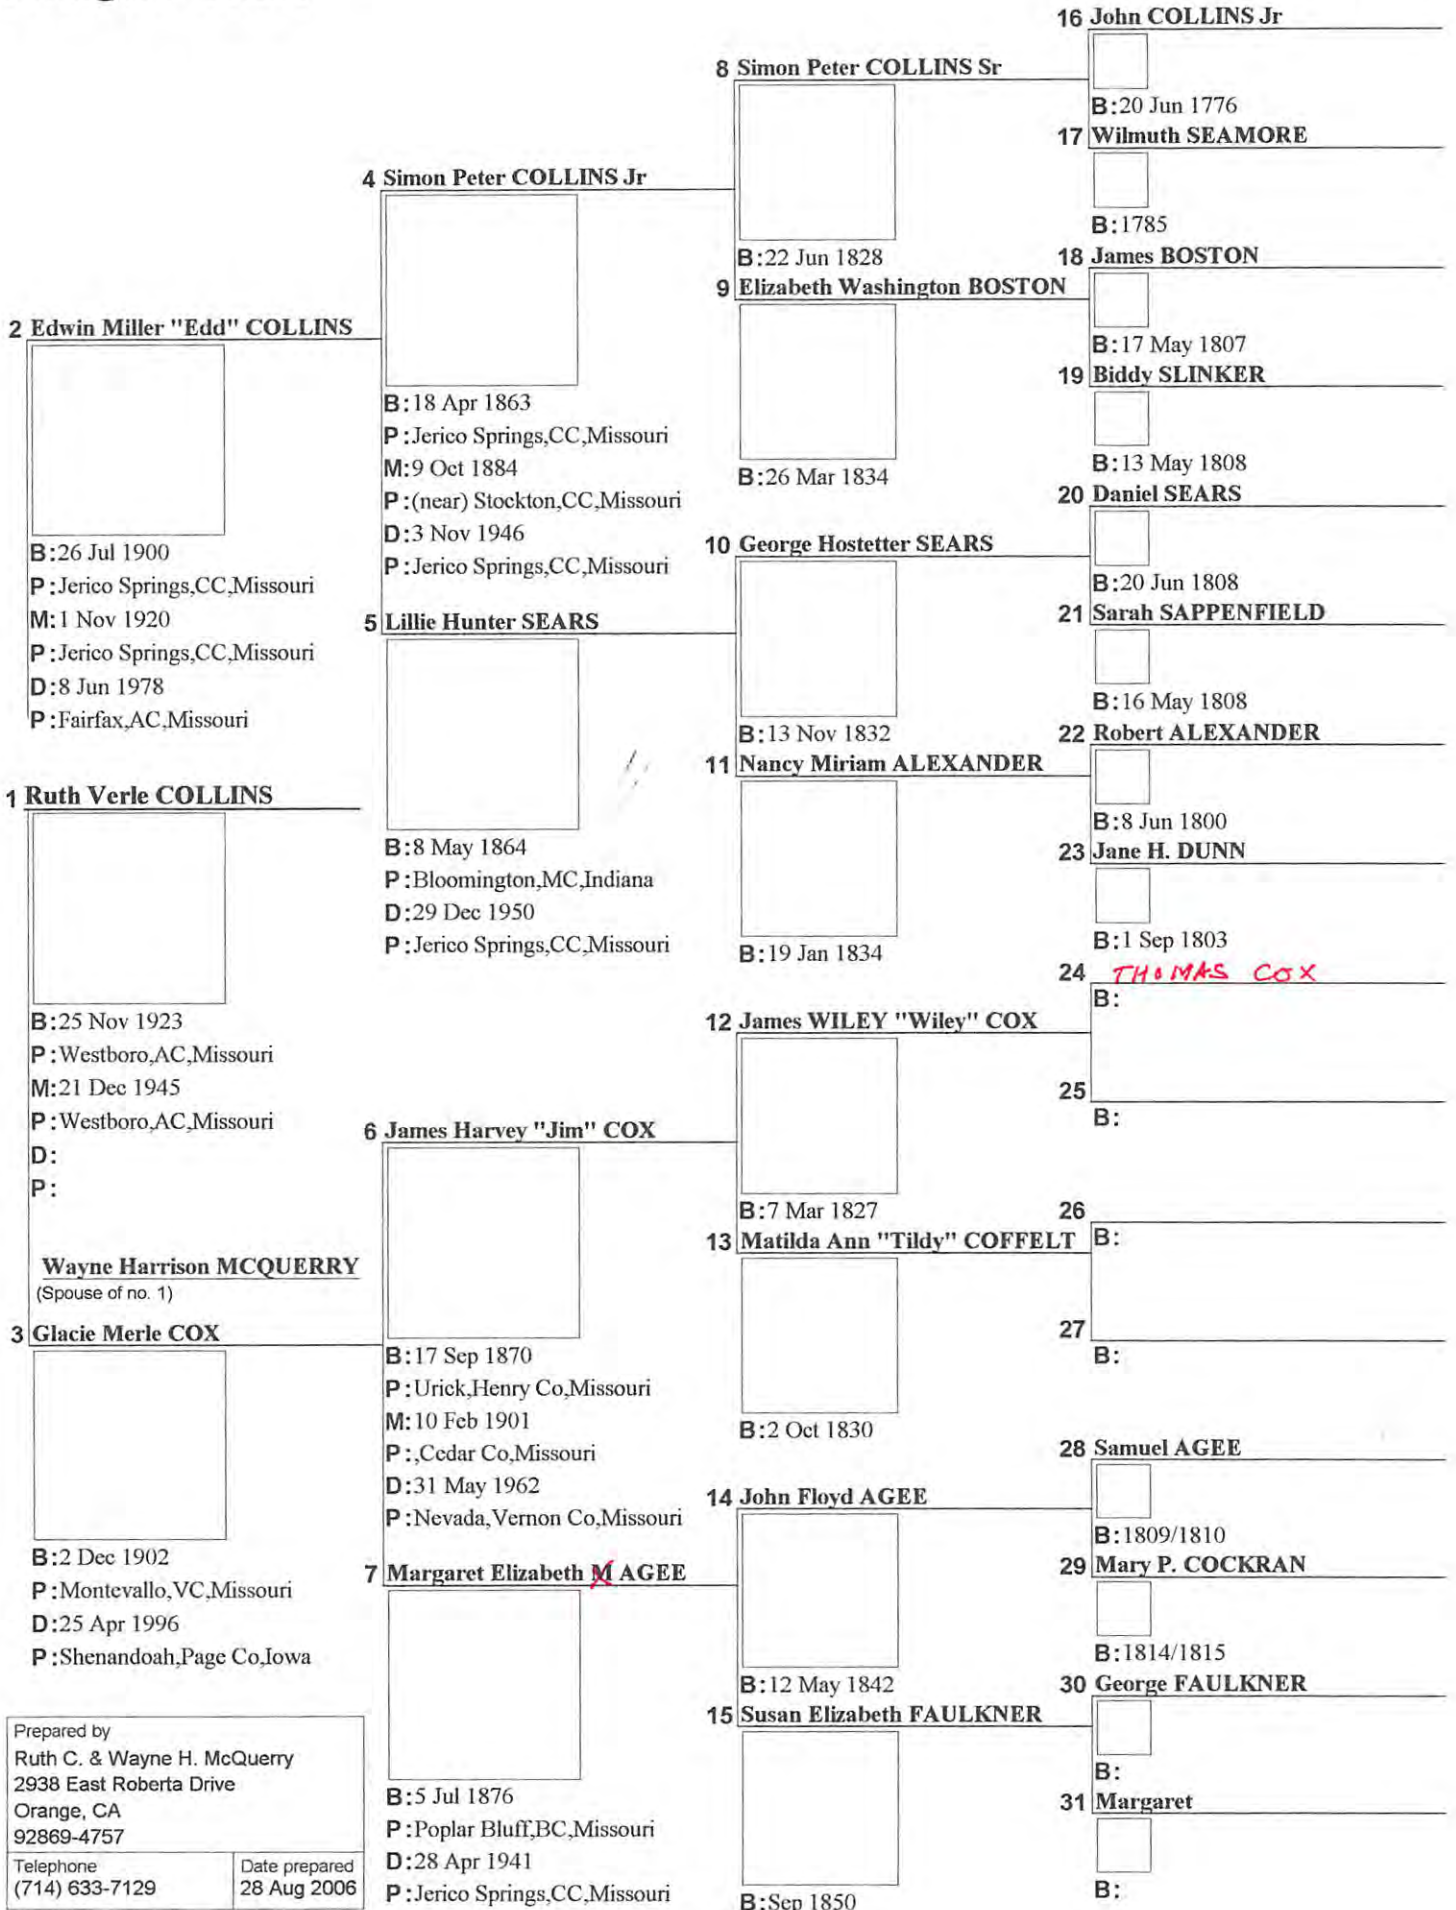 2 Edwin Miller "Edd" COLLINS
B:26 Jul 1900
P:Jerico Springs,CC,Missouri
M:1 Nov 1920
P:Jerico Springs,CC,Missouri
D:8 Jun 1978
P:Fairfax,AC,Missouri
1 Ruth Verle COLLINS
B:25 Nov 1923
P:Westboro,AC,Missouri
M:21 Dec 1945
P:Westboro,AC,Missouri
D:
P:
Wayne Harrison MCQUERRY
(Spouse of no. 1)
3 Glacie Merle COX
B:2 Dec 1902
P:Montevallo,VC,Missouri
D:25 Apr 1996
P:Shenandoah,Page Co,Iowa
Prepared by
Ruth C. & Wayne H. McQuerry
2938 East Roberta Drive
Orange, CA
92869-4757
Telephone
(714) 633-7129
Date prepared
28 Aug 2006
4 Simon Peter COLLINS Jr
B:18 Apr 1863
P:Jerico Springs,CC,Missouri
M:9 Oct 1884
P:(near) Stockton,CC,Missouri
D:3 Nov 1946
P:Jerico Springs,CC,Missouri
5 Lillie Hunter SEARS
B:8 May 1864
P:Bloomington,MC,Indiana
D:29 Dec 1950
P:Jerico Springs,CC,Missouri
6 James Harvey "Jim" COX
B:17 Sep 1870
P:Urick,Henry Co,Missouri
M:10 Feb 1901
P:,Cedar Co,Missouri
D:31 May 1962
P:Nevada,Vernon Co,Missouri
7 Margaret Elizabeth M AGEE
B:5 Jul 1876
P:Poplar Bluff,BC,Missouri
D:28 Apr 1941
P:Jerico Springs,CC,Missouri
8 Simon Peter COLLINS Sr
B:22 Jun 1828
9 Elizabeth Washington BOSTON
B:26 Mar 1834
10 George Hostetter SEARS
B:13 Nov 1832
11 Nancy Miriam ALEXANDER
B:19 Jan 1834
12 James WILEY "Wiley" COX
B:7 Mar 1827
13 Matilda Ann "Tildy" COFFELT
B:2 Oct 1830
14 John Floyd AGEE
B:12 May 1842
15 Susan Elizabeth FAULKNER
B:Sep 1850
16 John COLLINS Jr
B:20 Jun 1776
17 Wilmuth SEAMORE
B:1785
18 James BOSTON
B:17 May 1807
19 Biddy SLINKER
B:13 May 1808
20 Daniel SEARS
B:20 Jun 1808
21 Sarah SAPPENFIELD
B:16 May 1808
22 Robert ALEXANDER
B:8 Jun 1800
23 Jane H. DUNN
B:1 Sep 1803
24 THOMAS COX
B:
25
B:
26
B:
27
B:
28 Samuel AGEE
B:1809/1810
29 Mary P. COCKRAN
B:1814/1815
30 George FAULKNER
B:
31 Margaret
B: